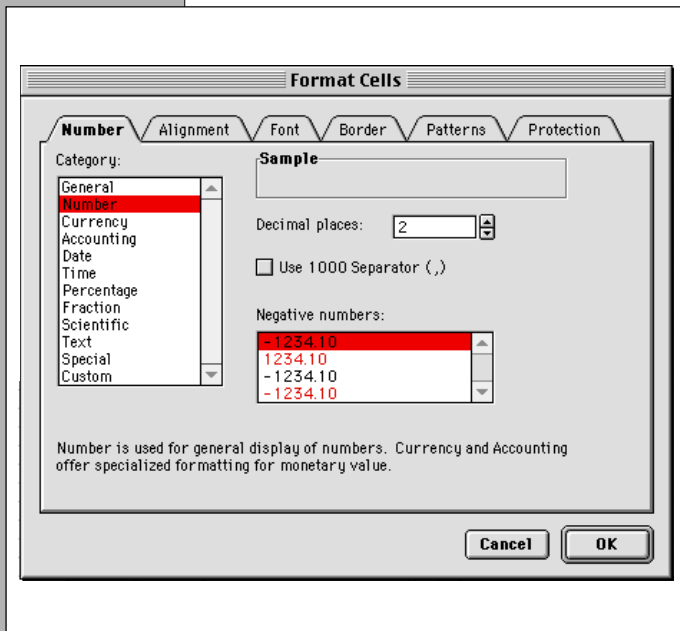 Format Cells
Number Alignment Font Border Patterns Protection
Category:
General
Number
Currency
Accounting
Date
Time
Percentage
Fraction
Scientific
Text
Special
Custom
Sample
Decimal places: 2
Use 1000 Separator (,)
Negative numbers:
-1234.10
1234.10
-1234.10
-1234.10
Number is used for general display of numbers. Currency and Accounting
offer specialized formatting for monetary value.
Cancel OK